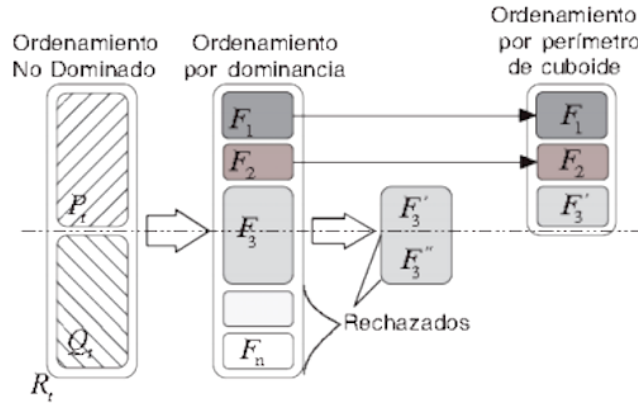 Ordenamiento
No Dominado
Ordenamiento
por dominancia
Ordenamiento
por perímetro
de cuboide
F₁
F₁
F₂
F₂
Pₜ
F₃
F₃′
F₃′
F₃″
Rechazados
Qₜ
Fₙ
Rₜ